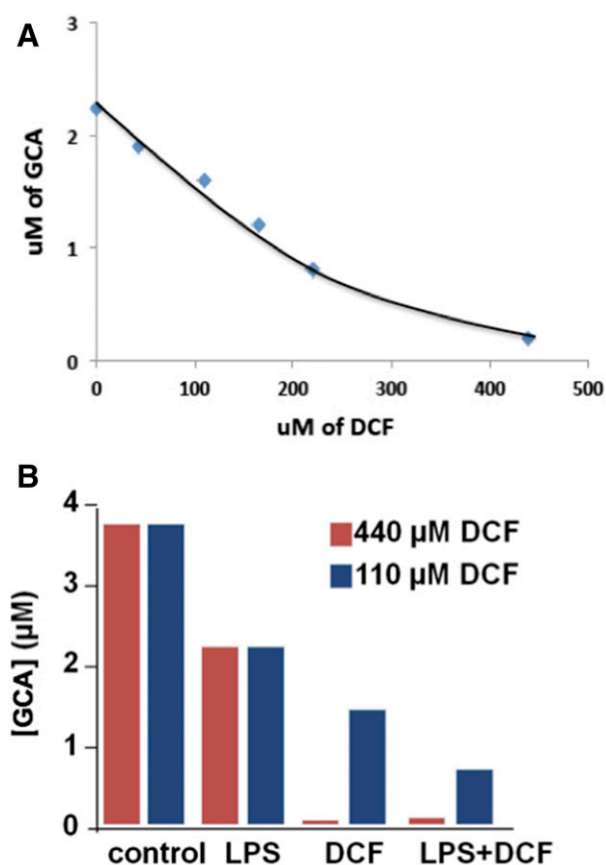 A
3
2
1
0
uM of GCA
0 100 200 300 400 500
uM of DCF
B
4
3
2
1
0
[GCA] (µM)
440 µM DCF
110 µM DCF
control LPS DCF LPS+DCF